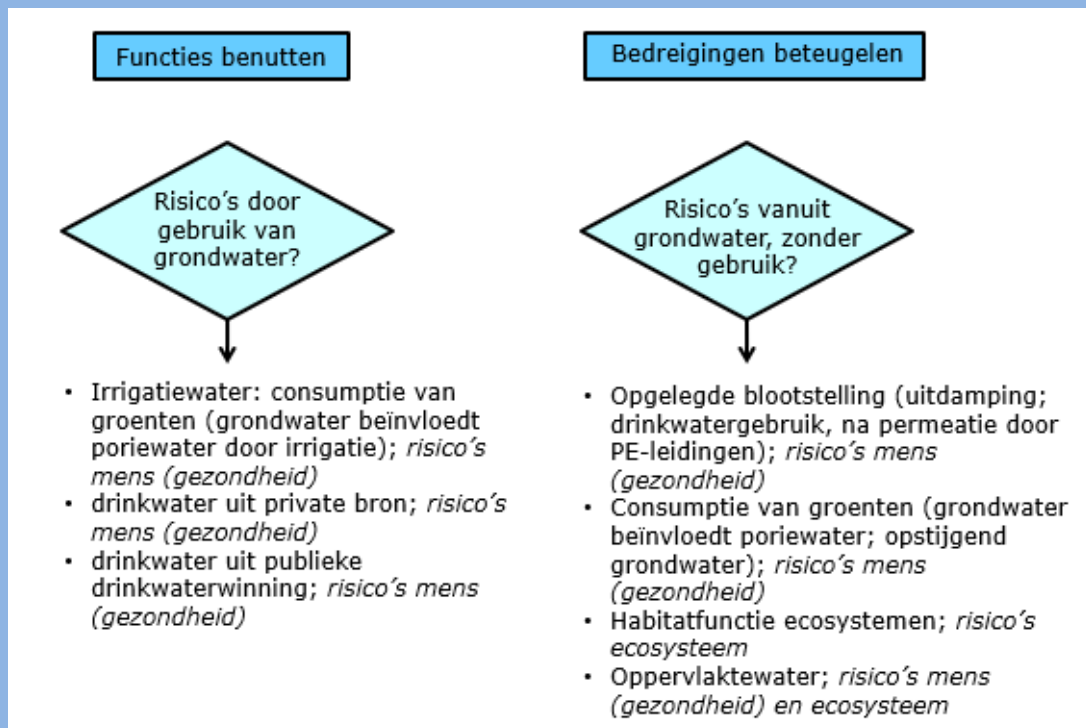 Functies benutten
Risico's door
gebruik van
grondwater?
• Irrigatiewater: consumptie van
groenten (grondwater beïnvloedt
poriewater door irrigatie); risico's
mens (gezondheid)
• drinkwater uit private bron; risico's
mens (gezondheid)
• drinkwater uit publieke
drinkwaterwinning; risico's mens
(gezondheid)
Bedreigingen beteugelen
Risico's vanuit
grondwater, zonder
gebruik?
• Opgelegde blootstelling (uitdamping;
drinkwatergebruik, na permeatie door
PE-leidingen); risico's mens
(gezondheid)
• Consumptie van groenten (grondwater
beïnvloedt poriewater; opstijgend
grondwater); risico's mens
(gezondheid)
• Habitatfunctie ecosystemen; risico's
ecosysteem
• Oppervlaktewater; risico's mens
(gezondheid) en ecosysteem